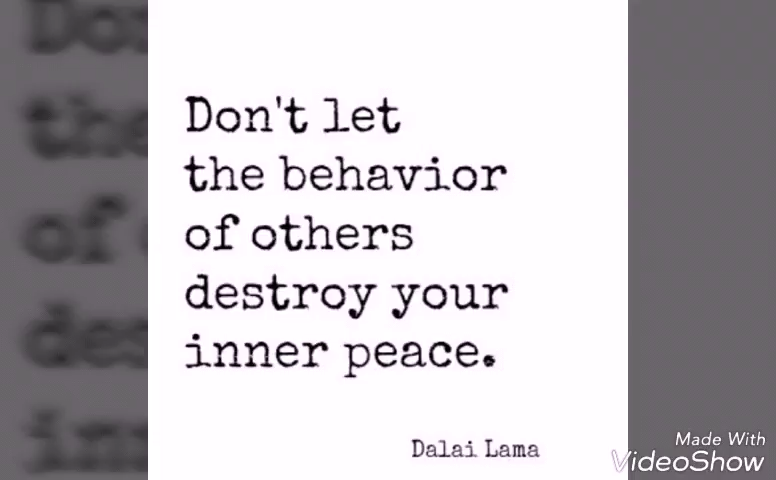 Don't let
the behavior
of others
destroy your
inner peace.
Dalai Lama
Made With
VideoShow